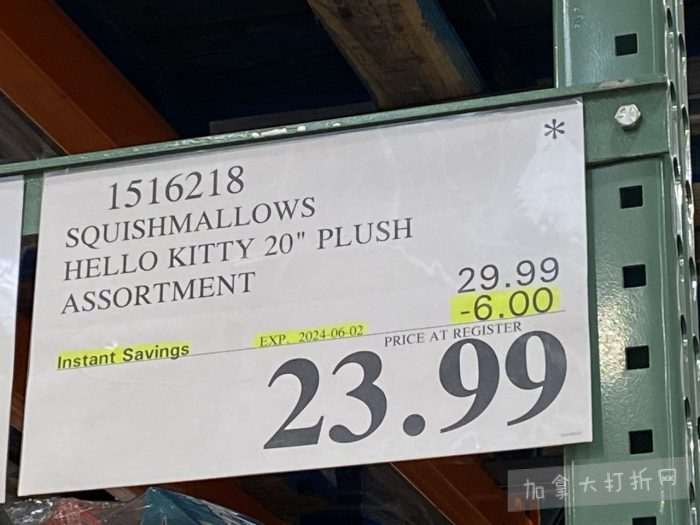 *
1516218
SQUISHMALLOWS
HELLO KITTY 20" PLUSH
ASSORTMENT
29.99
-6.00
Instant Savings
EXP. 2024-06-02
PRICE AT REGISTER
23.99
加拿大打折网